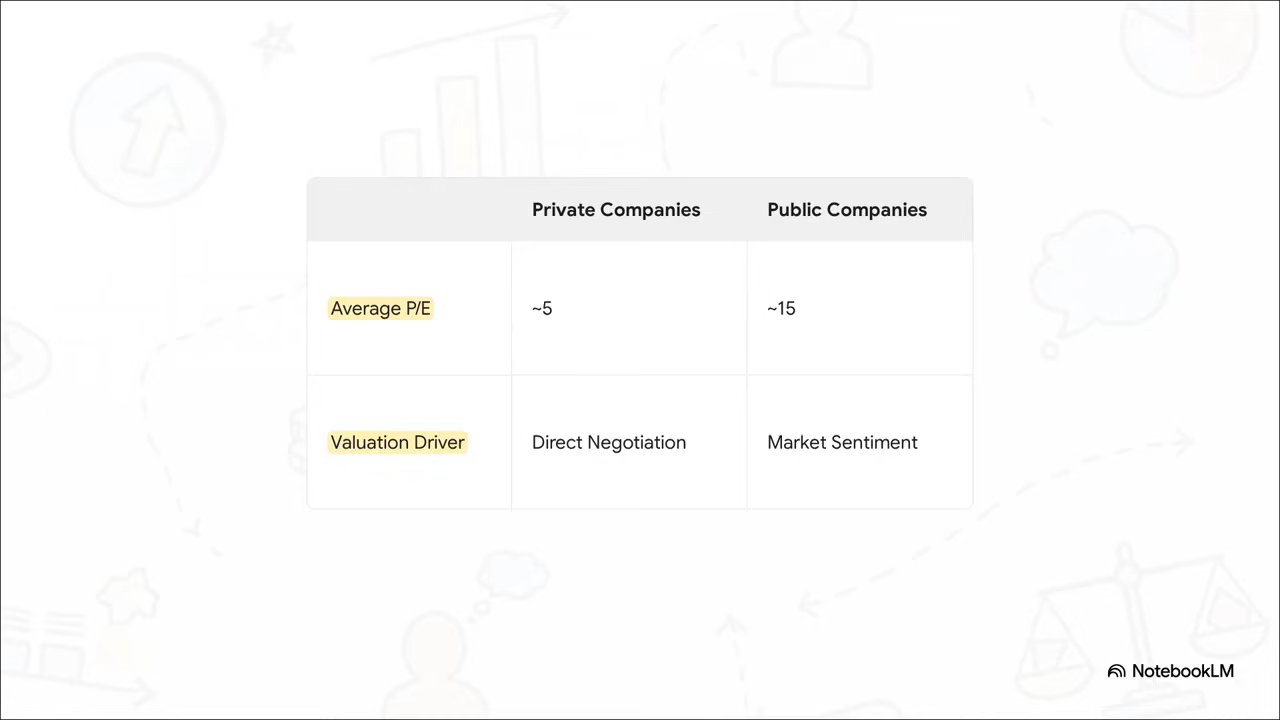 Private Companies Public Companies
Average P/E ~5 ~15
Valuation Driver Direct Negotiation Market Sentiment
NotebookLM